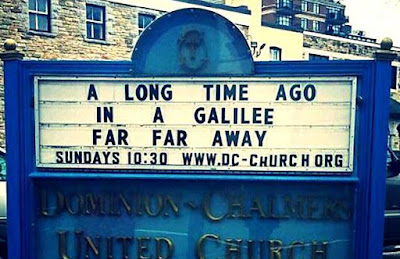 A LONG TIME AGO
IN A GALILEE
FAR FAR AWAY
SUNDAYS 10:30 WWW.DC-CHURCH.ORG
DOMINION~CHALMERS
UNITED CHURCH